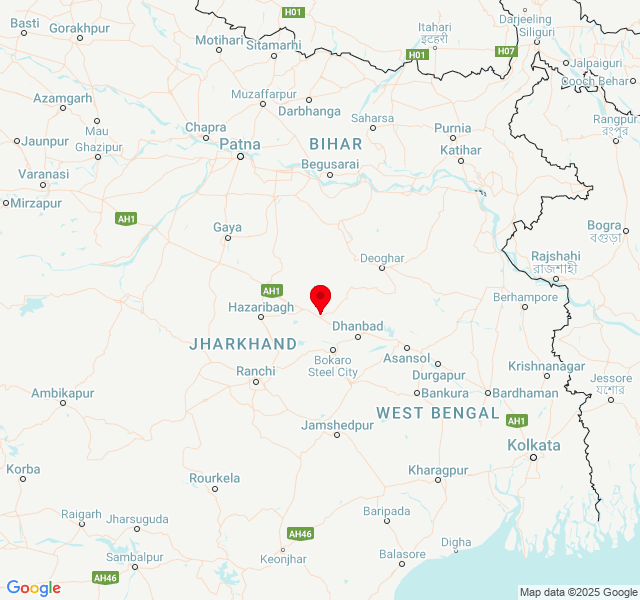 H01
Darjeeling
Siliguri
Itahari
इटहरी
H01
H07
Basti
Gorakhpur
Motihari
Sitamarhi
Jalpaiguri
Cooch Behar
Azamgarh
Muzaffarpur
Darbhanga
Saharsa
Rangpur
রংপুর
Mau
Chapra
Purnia
Jaunpur
Ghazipur
Patna
BIHAR
Katihar
Begusarai
Varanasi
Mirzapur
AH1
Gaya
Bogra
বগুড়া
Deoghar
Rajshahi
রাজশাহী
AH1
Hazaribagh
Berhampore
Dhanbad
JHARKHAND
Bokaro
Steel City
Asansol
Ranchi
Durgapur
Krishnanagar
Jessore
যশোর
Ambikapur
Bankura
Bardhaman
WEST BENGAL
AH1
Jamshedpur
Kolkata
Korba
Kharagpur
Rourkela
Raigarh
Jharsuguda
Baripada
AH46
Keonjhar
Digha
Sambalpur
Balasore
AH46
Google
Map data ©2025 Google